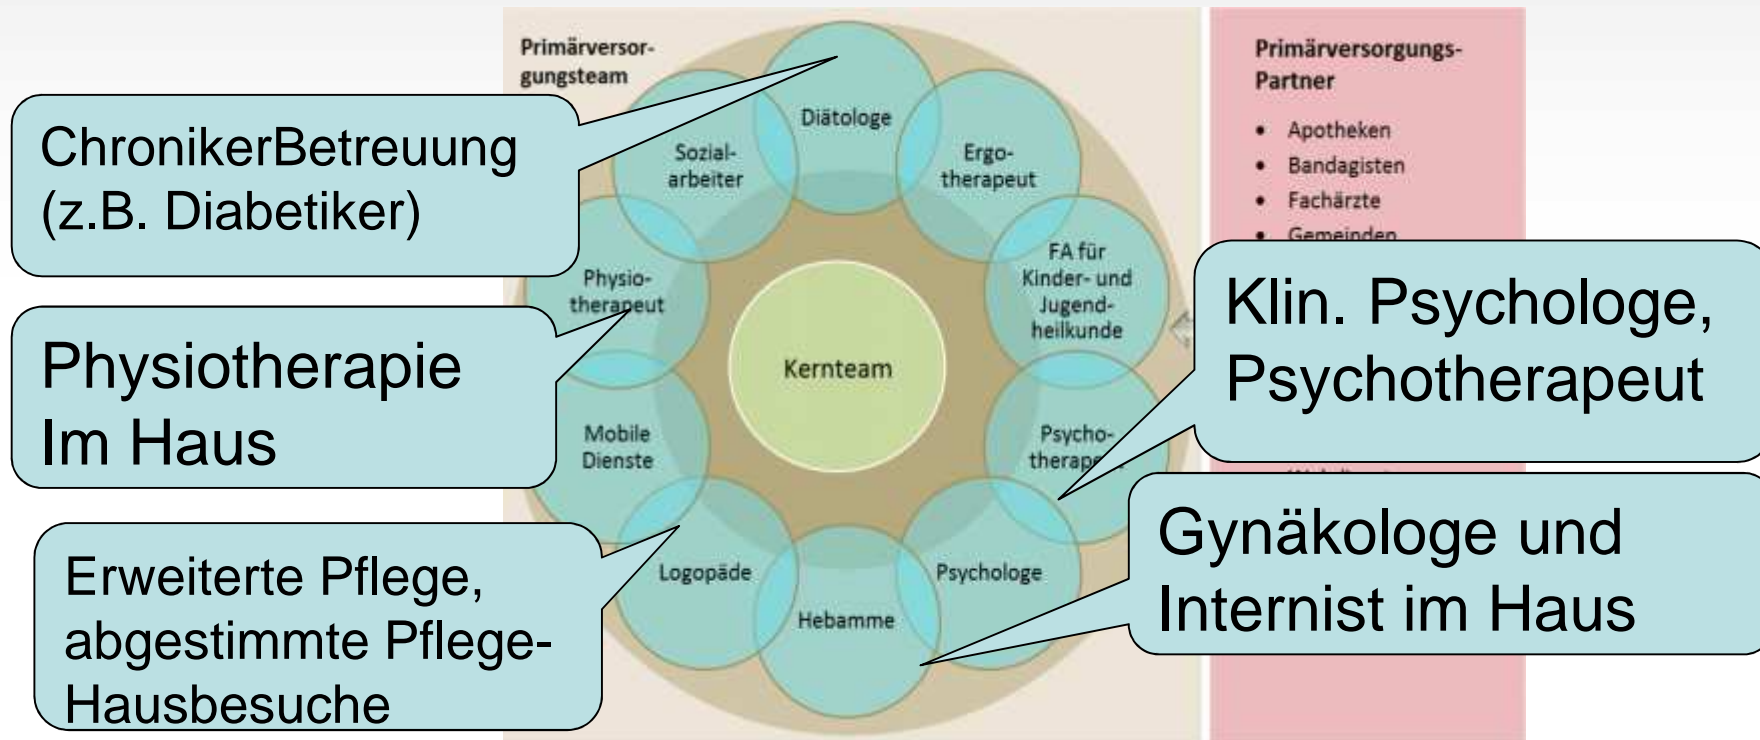 Primärversor-
gungsteam
Diätologe
Sozial-
arbeiter
Ergo-
therapeut
Physio-
therapeut
FA für
Kinder- und
Jugend-
heilkunde
Kernteam
Mobile
Dienste
Psycho-
Logopäde
Psychologe
Hebamme
Primärversorgungs-
Partner
• Apotheken
• Bandagisten
• Fachärzte
• Gemeinden
ChronikerBetreuung
(z.B. Diabetiker)
Physiotherapie
Im Haus
Erweiterte Pflege,
abgestimmte Pflege-
Hausbesuche
Klin. Psychologe,
Psychotherapeut
Gynäkologe und
Internist im Haus